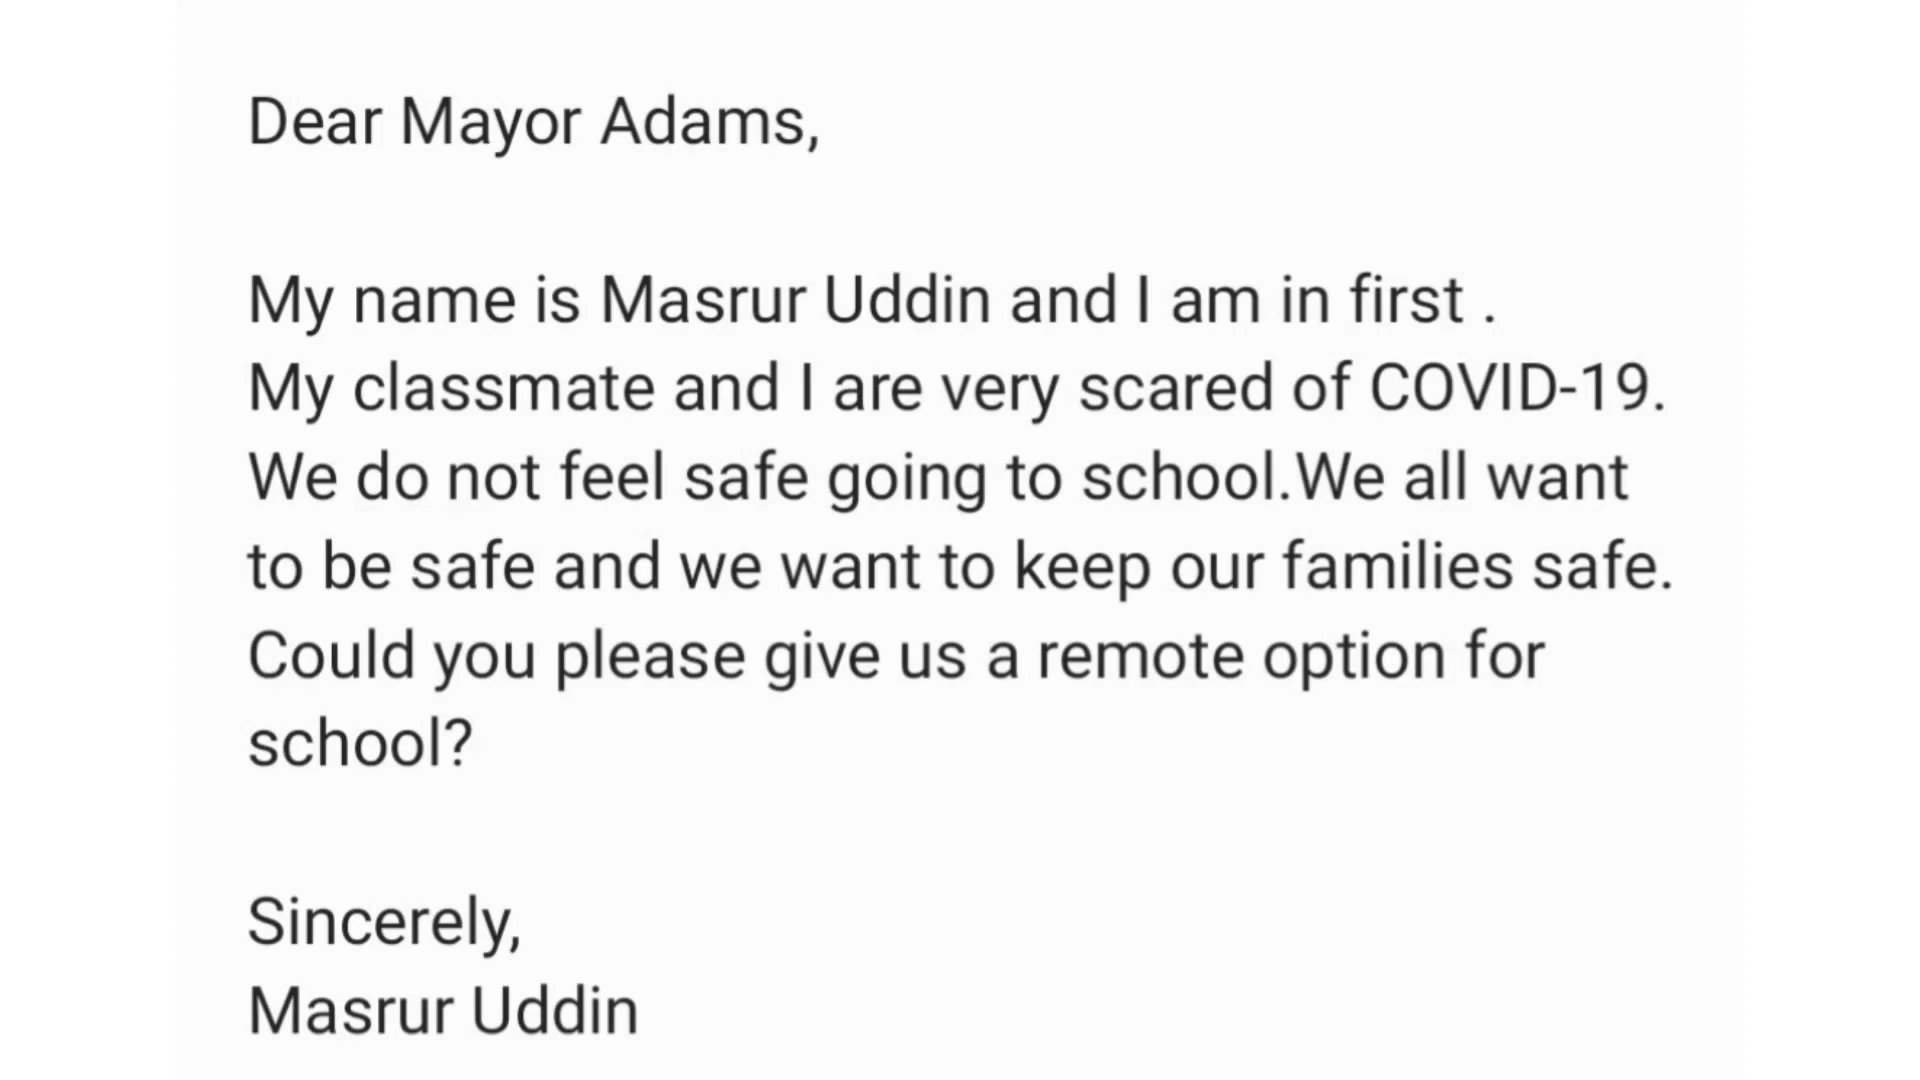 Dear Mayor Adams,
My name is Masrur Uddin and I am in first .
My classmate and I are very scared of COVID-19.
We do not feel safe going to school.We all want
to be safe and we want to keep our families safe.
Could you please give us a remote option for
school?
Sincerely,
Masrur Uddin